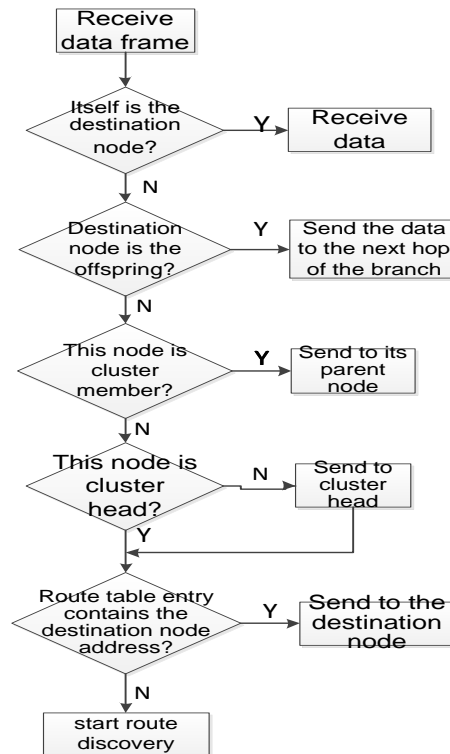 Receive
data frame
Itself is the
destination
node?
Y
Receive
data
N
Destination
node is the
offspring?
Y
Send the data
to the next hop
of the branch
N
This node is
cluster
member?
Y
Send to its
parent
node
N
This node is
cluster
head?
N
Send to
cluster
head
Y
Route table entry
contains the
destination node
address?
Y
Send to the
destination
node
N
start route
discovery